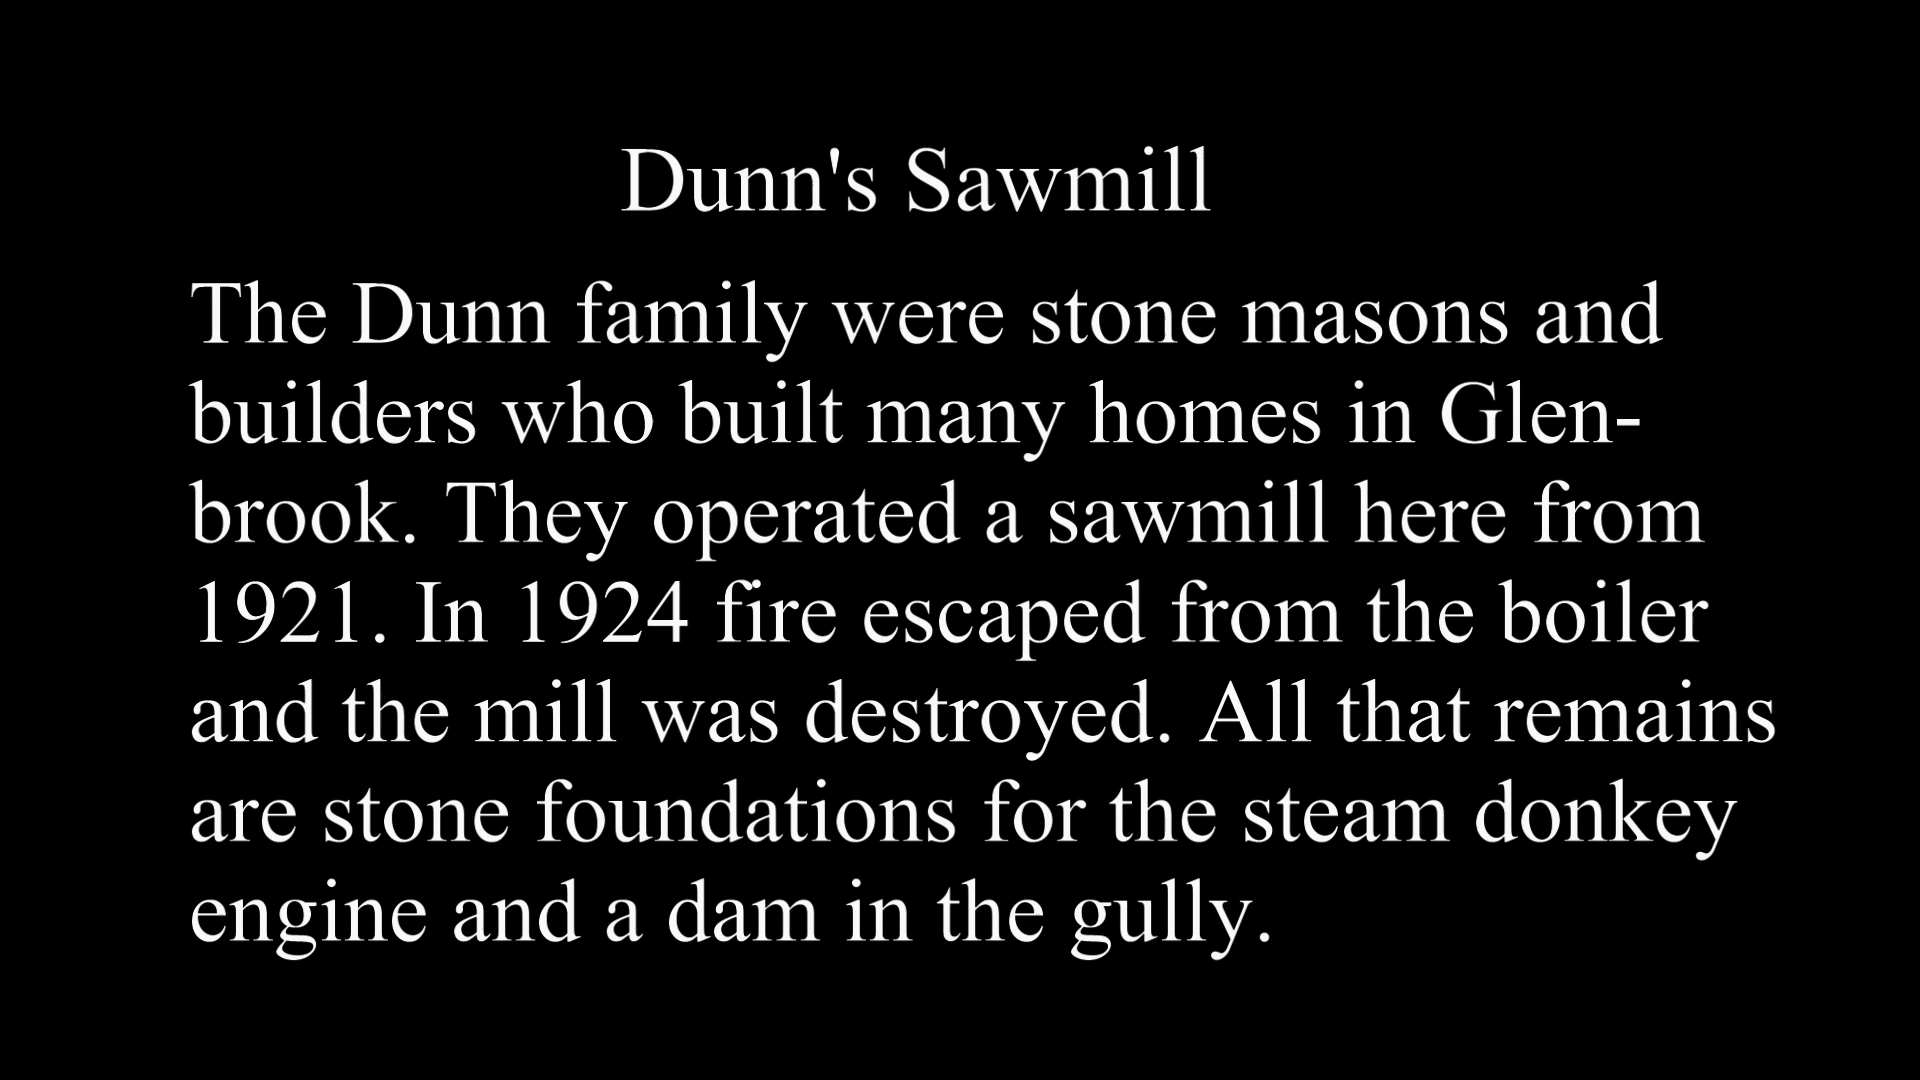 Dunn's Sawmill
The Dunn family were stone masons and
builders who built many homes in Glen-
brook. They operated a sawmill here from
1921. In 1924 fire escaped from the boiler
and the mill was destroyed. All that remains
are stone foundations for the steam donkey
engine and a dam in the gully.